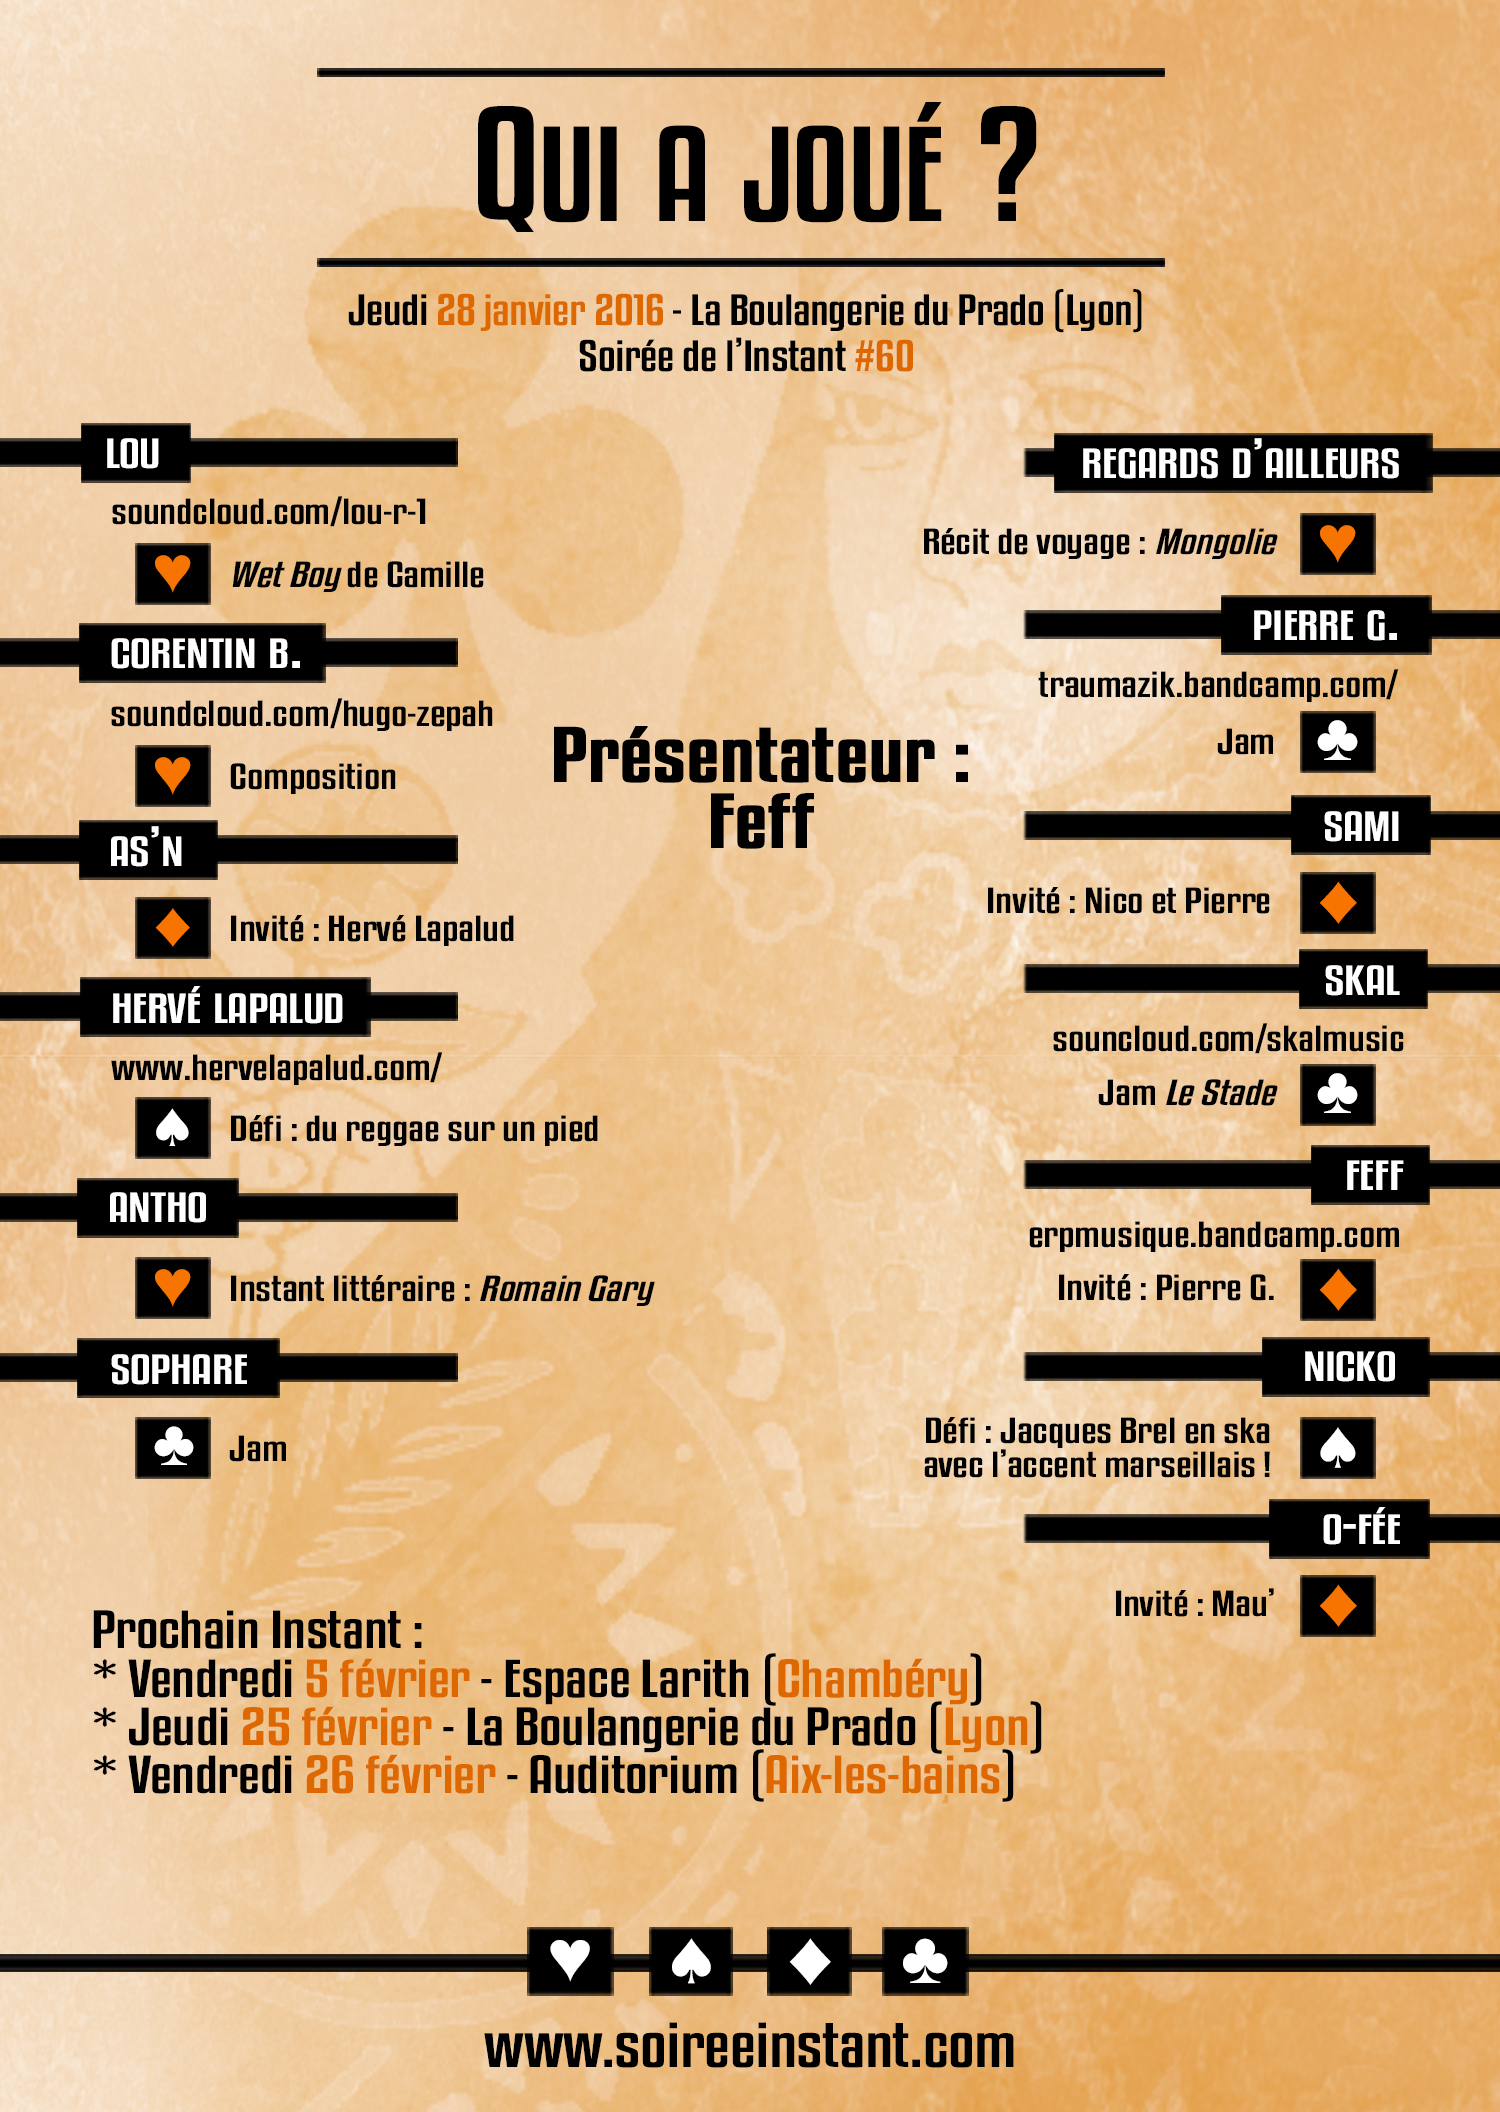 Qui a joué ?
Jeudi 28 janvier 2016 - La Boulangerie du Prado (Lyon)
Soirée de l'Instant #60
LOU
soundcloud.com/lou-r-1
Wet Boy de Camille
CORENTIN B.
soundcloud.com/hugo-zepah
Composition
AS'N
Invité : Hervé Lapalud
HERVÉ LAPALUD
www.hervelapalud.com/
Défi : du reggae sur un pied
ANTHO
Instant littéraire : Romain Gary
SOPHARE
Jam
Présentateur :
Feff
REGARDS D'AILLEURS
Récit de voyage : Mongolie
PIERRE G.
traumazik.bandcamp.com/
Jam
SAMI
Invité : Nico et Pierre
SKAL
souncloud.com/skalmusic
Jam Le Stade
FEFF
erpmusique.bandcamp.com
Invité : Pierre G.
NICKO
Défi : Jacques Brel en ska
avec l'accent marseillais !
O-FÉE
Invité : Mau'
Prochain Instant :
* Vendredi 5 février - Espace Larith (Chambéry)
* Jeudi 25 février - La Boulangerie du Prado (Lyon)
* Vendredi 26 février - Auditorium (Aix-les-bains)
www.soireeinstant.com